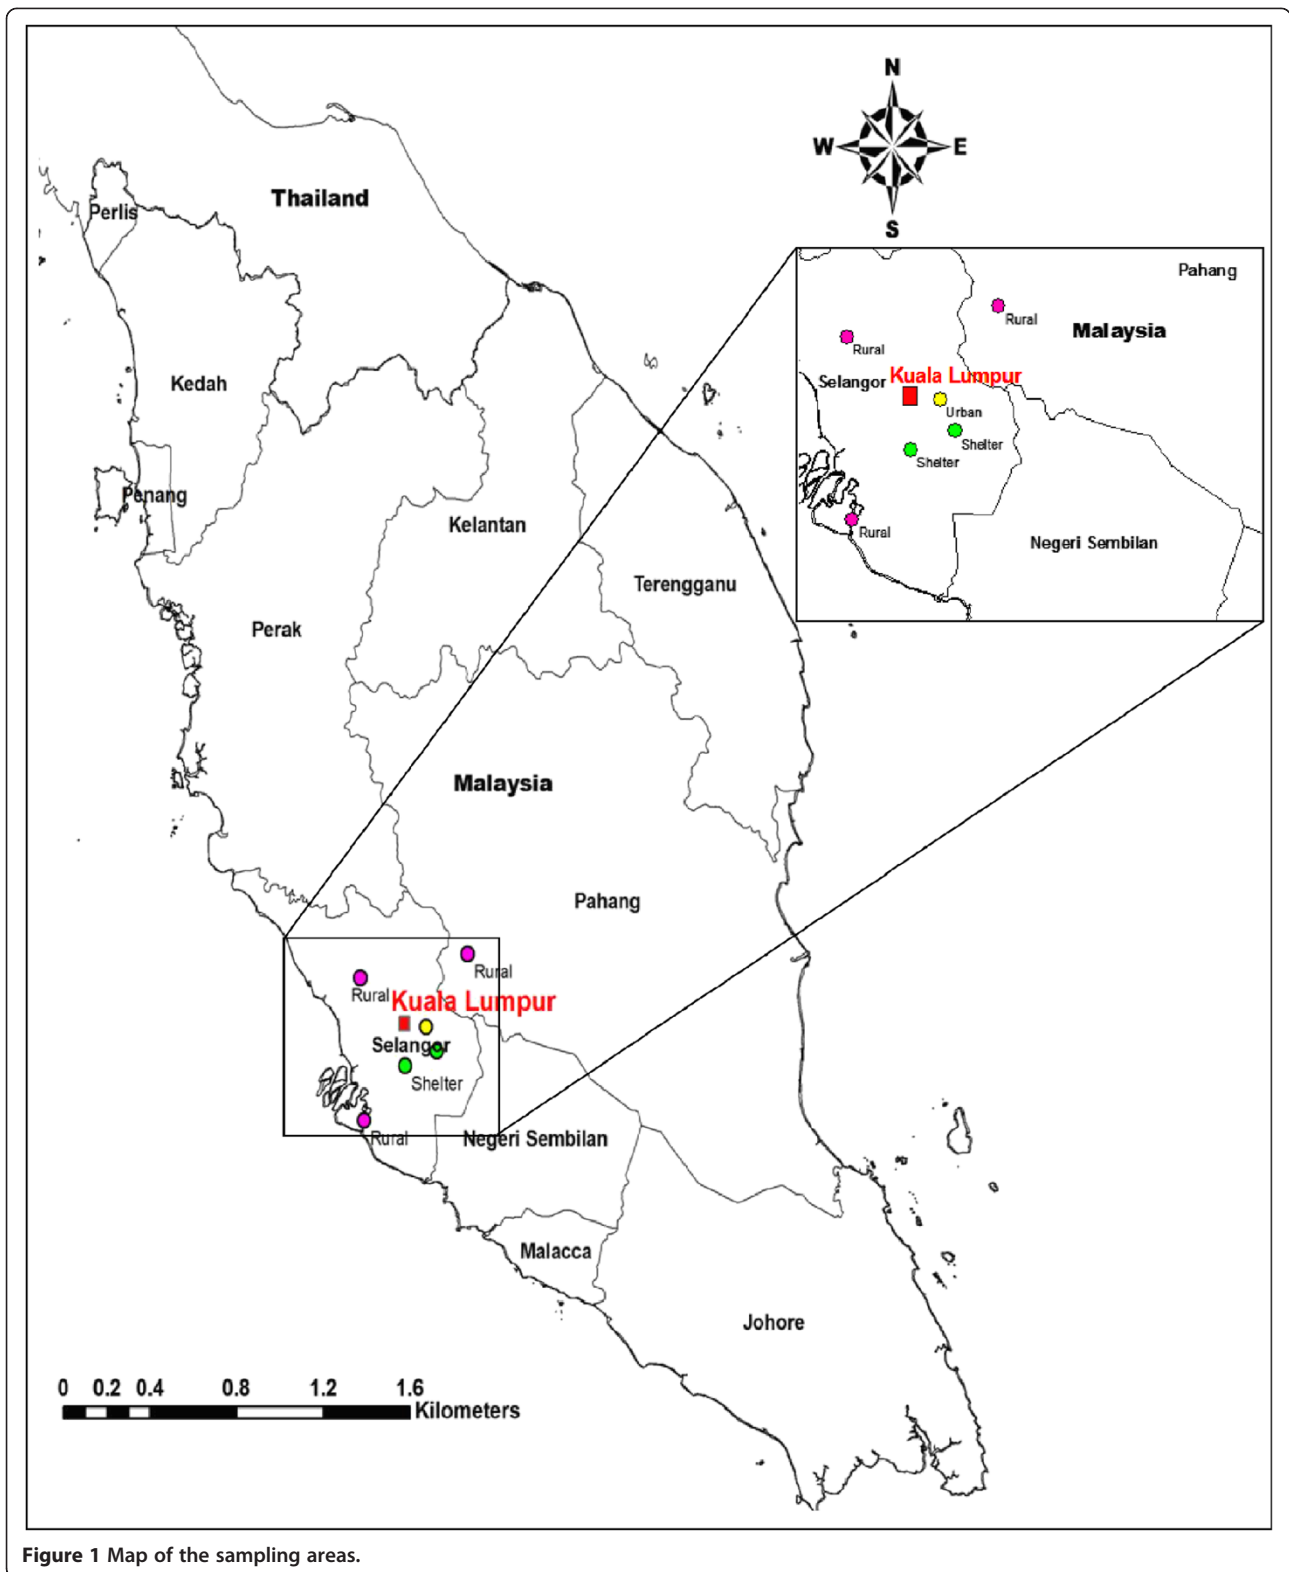 N
W E
S
Thailand
Perlis
Kedah
Penang
Perak
Kelantan
Terengganu
Malaysia
Pahang
Rural
Rural
Kuala Lumpur
Selangor
Shelter
Rural
Negeri Sembilan
Malacca
Johore
Pahang
Rural
Malaysia
Rural
Selangor
Kuala Lumpur
Urban
Shelter
Shelter
Rural
Negeri Sembilan
0 0.2 0.4 0.8 1.2 1.6
Kilometers
Figure 1 Map of the sampling areas.